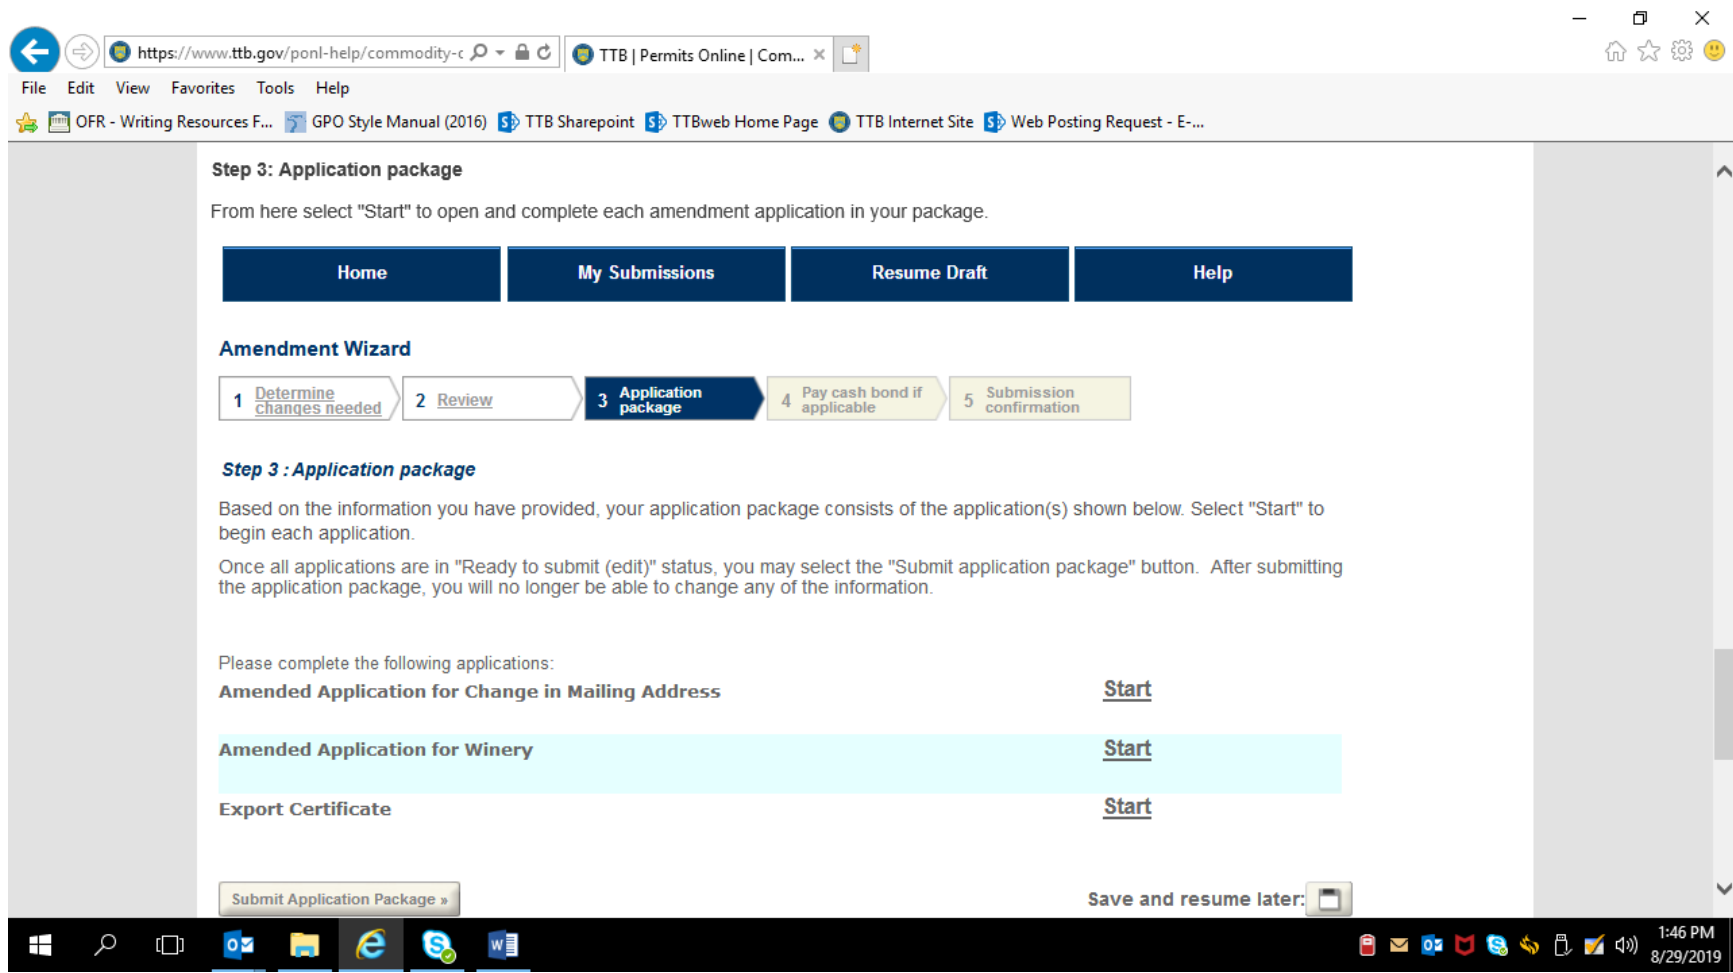 https://www.ttb.gov/ponl-help/commodity-c
TTB | Permits Online | Com...
File Edit View Favorites Tools Help
OFR - Writing Resources F... GPO Style Manual (2016) TTB Sharepoint TTBweb Home Page TTB Internet Site Web Posting Request - E-...
Step 3: Application package
From here select "Start" to open and complete each amendment application in your package.
Home My Submissions Resume Draft Help
Amendment Wizard
1 Determine changes needed 2 Review 3 Application package 4 Pay cash bond if applicable 5 Submission confirmation
Step 3 : Application package
Based on the information you have provided, your application package consists of the application(s) shown below. Select "Start" to
begin each application.
Once all applications are in "Ready to submit (edit)" status, you may select the "Submit application package" button. After submitting
the application package, you will no longer be able to change any of the information.
Please complete the following applications:
Amended Application for Change in Mailing Address Start
Amended Application for Winery Start
Export Certificate Start
Submit Application Package » Save and resume later:
1:46 PM
8/29/2019